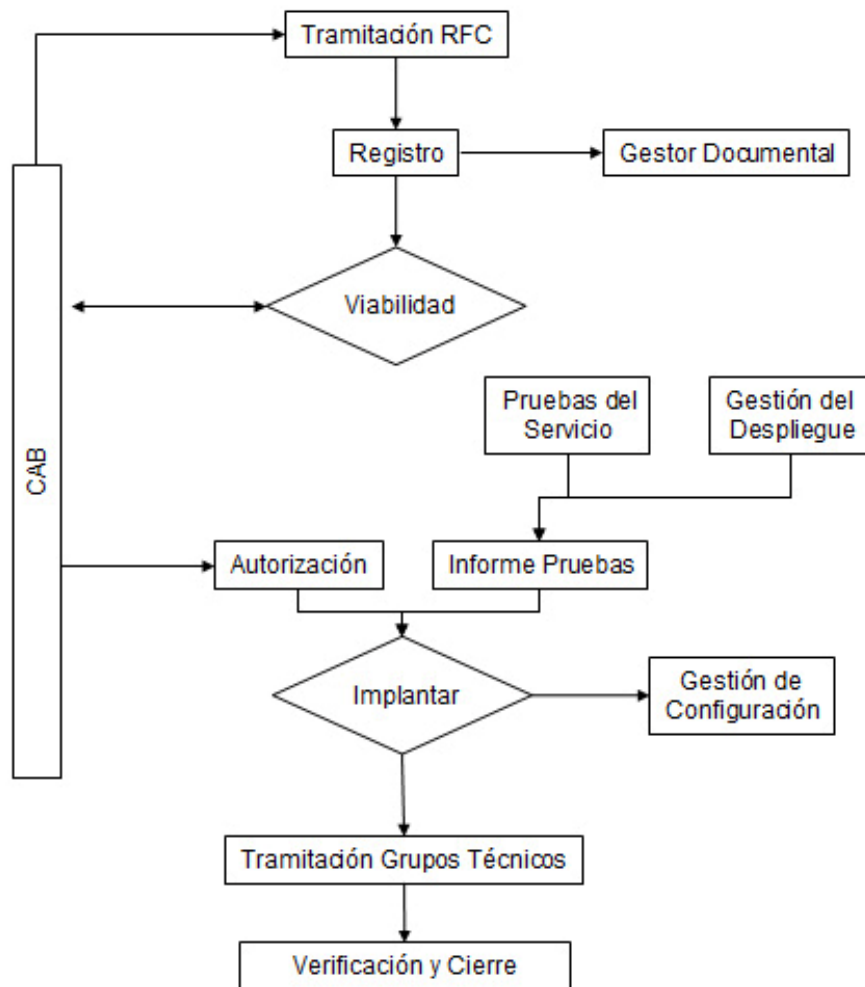 Tramitación RFC
Registro
Gestor Documental
Viabilidad
Pruebas del
Servicio
Gestión del
Despliegue
CAB
Autorización
Informe Pruebas
Implantar
Gestión de
Configuración
Tramitación Grupos Técnicos
Verificación y Cierre